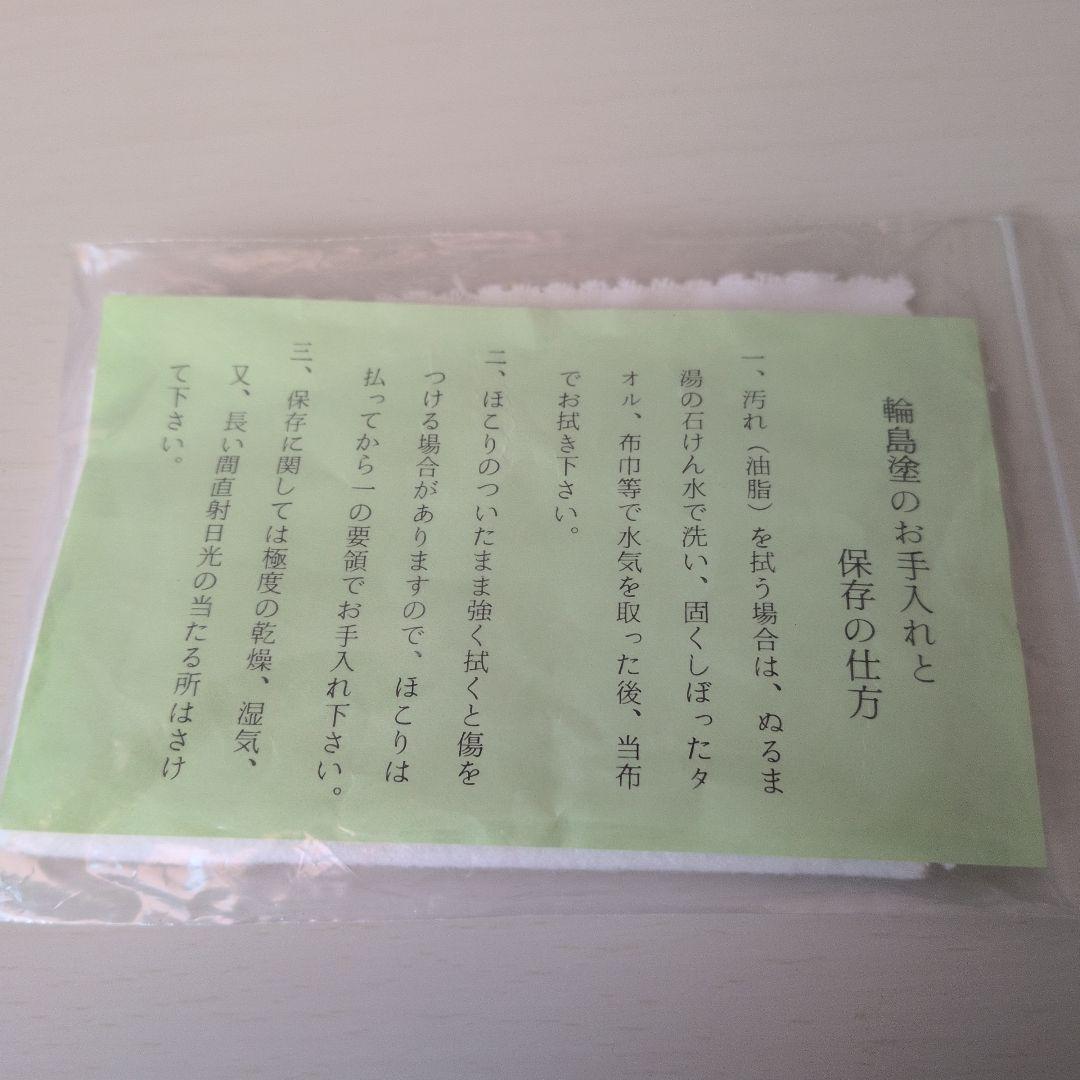 輪島塗のお手入れと
保存の仕方
一、汚れ（油脂）を拭う場合は、ぬるま
湯の石けん水で洗い、固くしぼったタ
オル、布巾等で水気を取った後、当布
でお拭き下さい。
二、ほこりのついたまま強く拭くと傷を
つける場合がありますので、ほこりは
払ってから一の要領でお手入れ下さい。
三、保存に関しては極度の乾燥、湿気、
又、長い間直射日光の当たる所はさけ
て下さい。